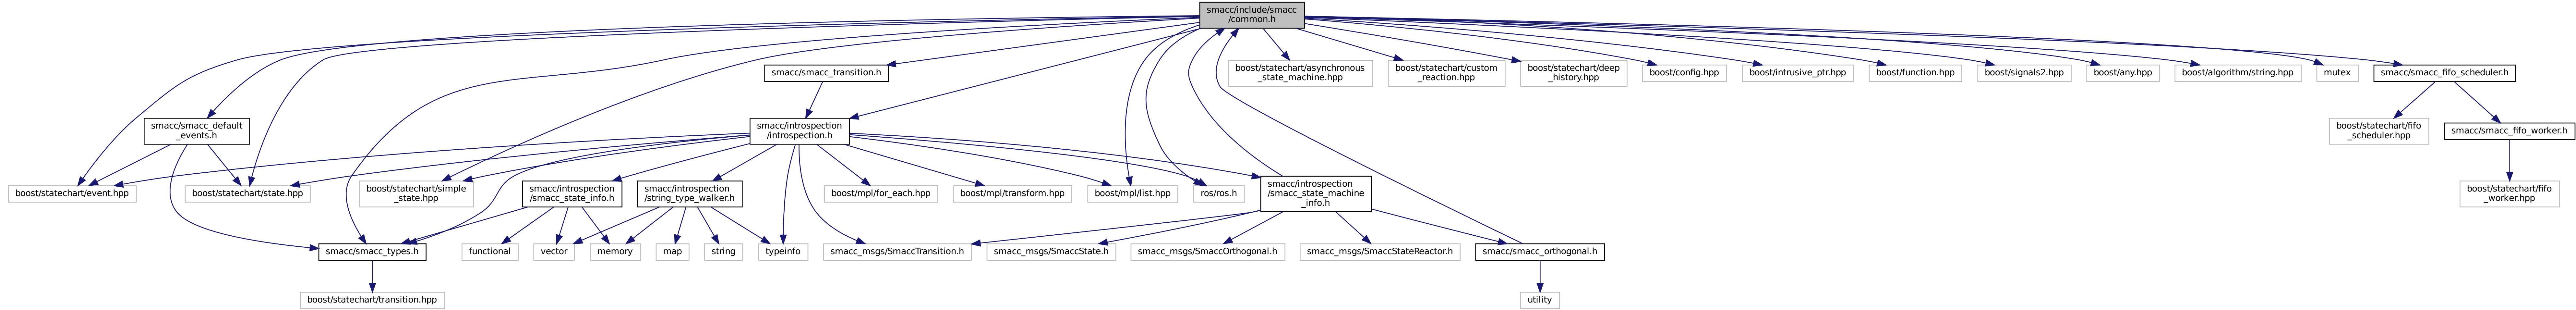 smacc/include/smacc
/common.h
boost/statechart/asynchronous
_state_machine.hpp
boost/statechart/custom
_reaction.hpp
boost/statechart/deep
_history.hpp
boost/config.hpp
boost/intrusive_ptr.hpp
boost/function.hpp
boost/signals2.hpp
boost/any.hpp
boost/algorithm/string.hpp
mutex
smacc/smacc_fifo_scheduler.h
smacc/smacc_transition.h
smacc/smacc_default
_events.h
smacc/introspection
/introspection.h
boost/statechart/fifo
_scheduler.hpp
smacc/smacc_fifo_worker.h
boost/statechart/event.hpp
boost/statechart/state.hpp
boost/statechart/simple
_state.hpp
smacc/introspection
/smacc_state_info.h
smacc/introspection
/string_type_walker.h
boost/mpl/for_each.hpp
boost/mpl/transform.hpp
boost/mpl/list.hpp
ros/ros.h
smacc/introspection
/smacc_state_machine
_info.h
boost/statechart/fifo
_worker.hpp
smacc/smacc_types.h
functional
vector
memory
map
string
typeinfo
smacc_msgs/SmaccTransition.h
smacc_msgs/SmaccState.h
smacc_msgs/SmaccOrthogonal.h
smacc_msgs/SmaccStateReactor.h
smacc/smacc_orthogonal.h
boost/statechart/transition.hpp
utility